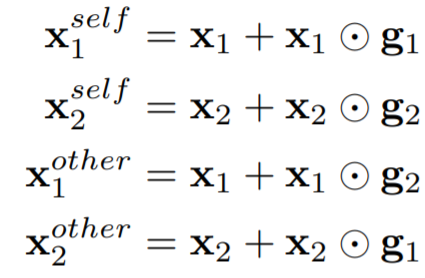 𝐱₁^{self} = 𝐱₁ + 𝐱₁ ⊙ 𝐠₁
𝐱₂^{self} = 𝐱₂ + 𝐱₂ ⊙ 𝐠₂
𝐱₁^{other} = 𝐱₁ + 𝐱₁ ⊙ 𝐠₂
𝐱₂^{other} = 𝐱₂ + 𝐱₂ ⊙ 𝐠₁